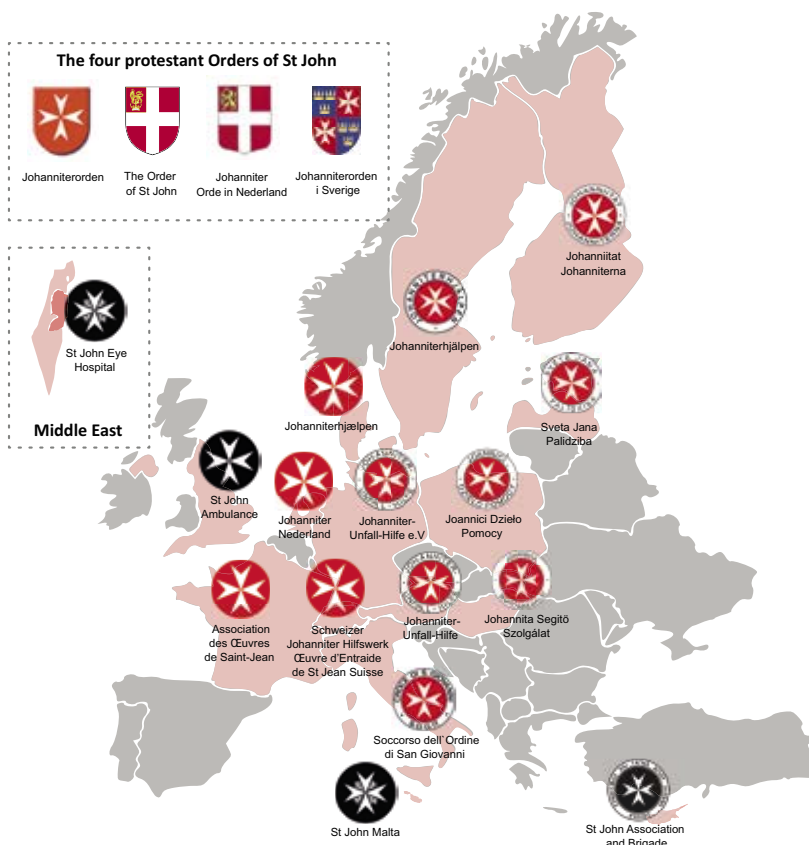 The four protestant Orders of St John
Johanniterorden
The Order
of St John
Johanniter
Orde in Nederland
Johanniterorden
i Sverige
St John Eye
Hospital
Middle East
Johanniitat
Johanniterna
JOHANNITERHJÄLPEN
Johanniterhjälpen
Johanniterhjælpen
SVETA JANA
PALIDZIBA
Sveta Jana
Palidziba
St John
Ambulance
Johanniter
Nederland
Johanniter-
Unfall-Hilfe e.V
Joannici Dzieło
Pomocy
Association
des Œuvres
de Saint-Jean
Schweizer
Johanniter Hilfswerk
Œuvre d'Entraide
de St Jean Suisse
Johanniter-
Unfall-Hilfe
Johannita Segitö
Szolgálat
Soccorso dell`Ordine
di San Giovanni
St John Malta
St John Association
and Brigade